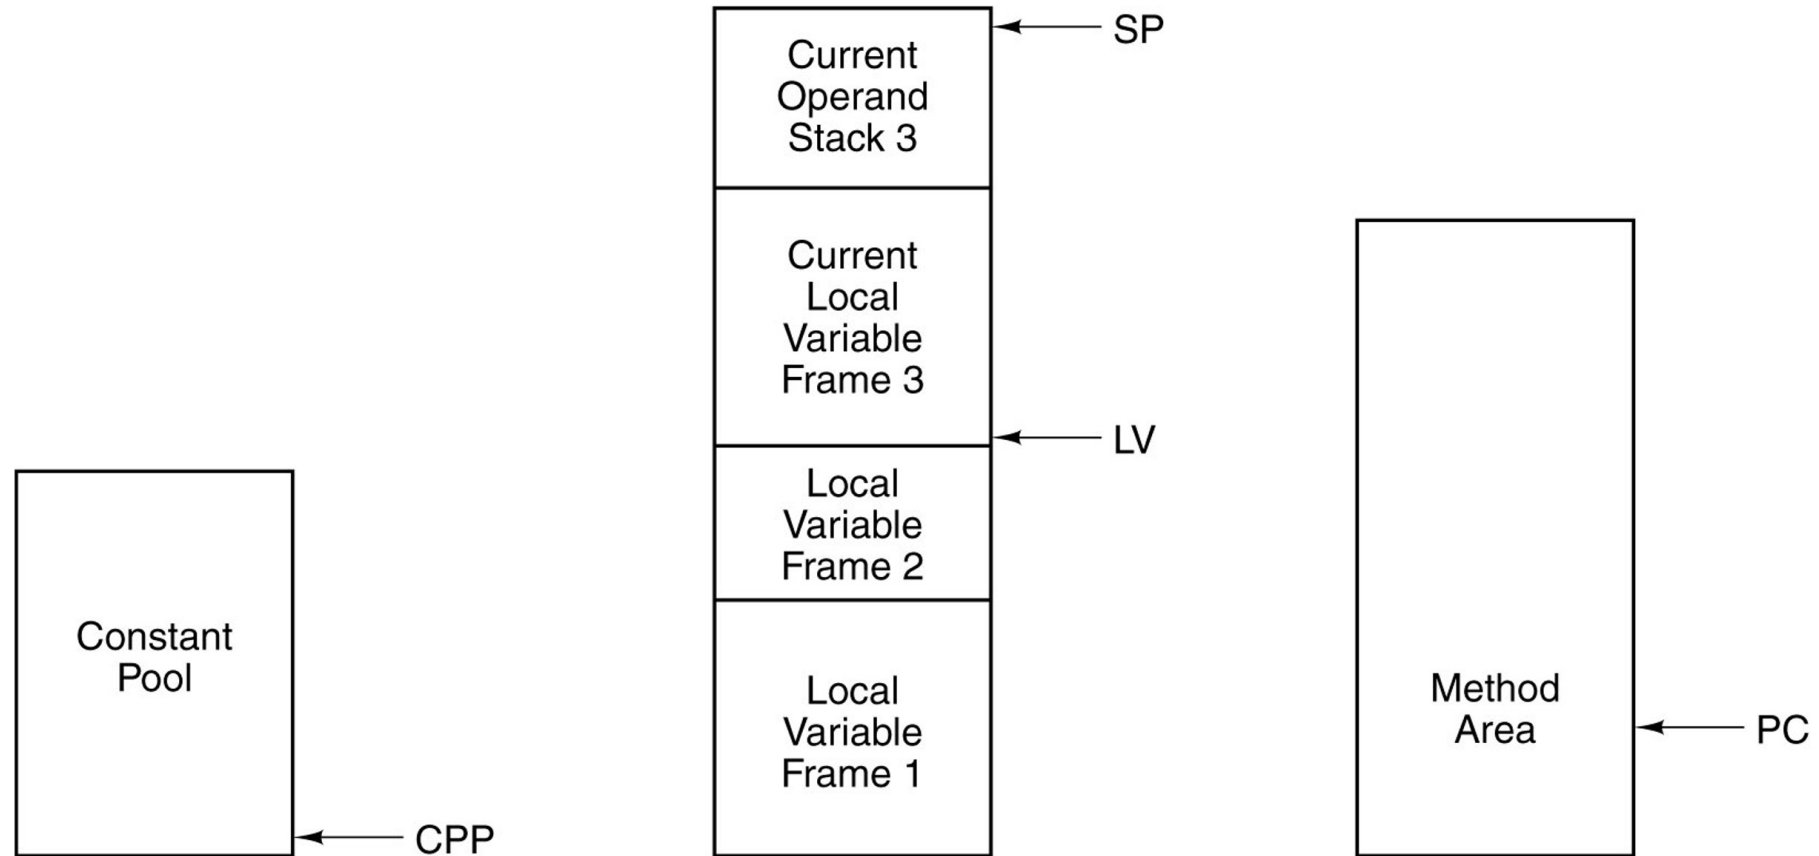 Current
Operand
Stack 3
SP
Current
Local
Variable
Frame 3
LV
Local
Variable
Frame 2
Local
Variable
Frame 1
Constant
Pool
CPP
Method
Area
PC